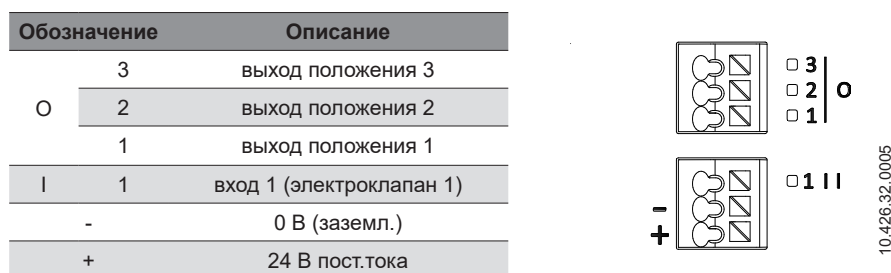 Обозначение Описание
O 3 выход положения 3
2 выход положения 2
1 выход положения 1
I 1 вход 1 (электроклапан 1)
- 0 В (заземл.)
+ 24 В пост.тока
3
2 O
1
1 I I
-
+
10.426.32.0005